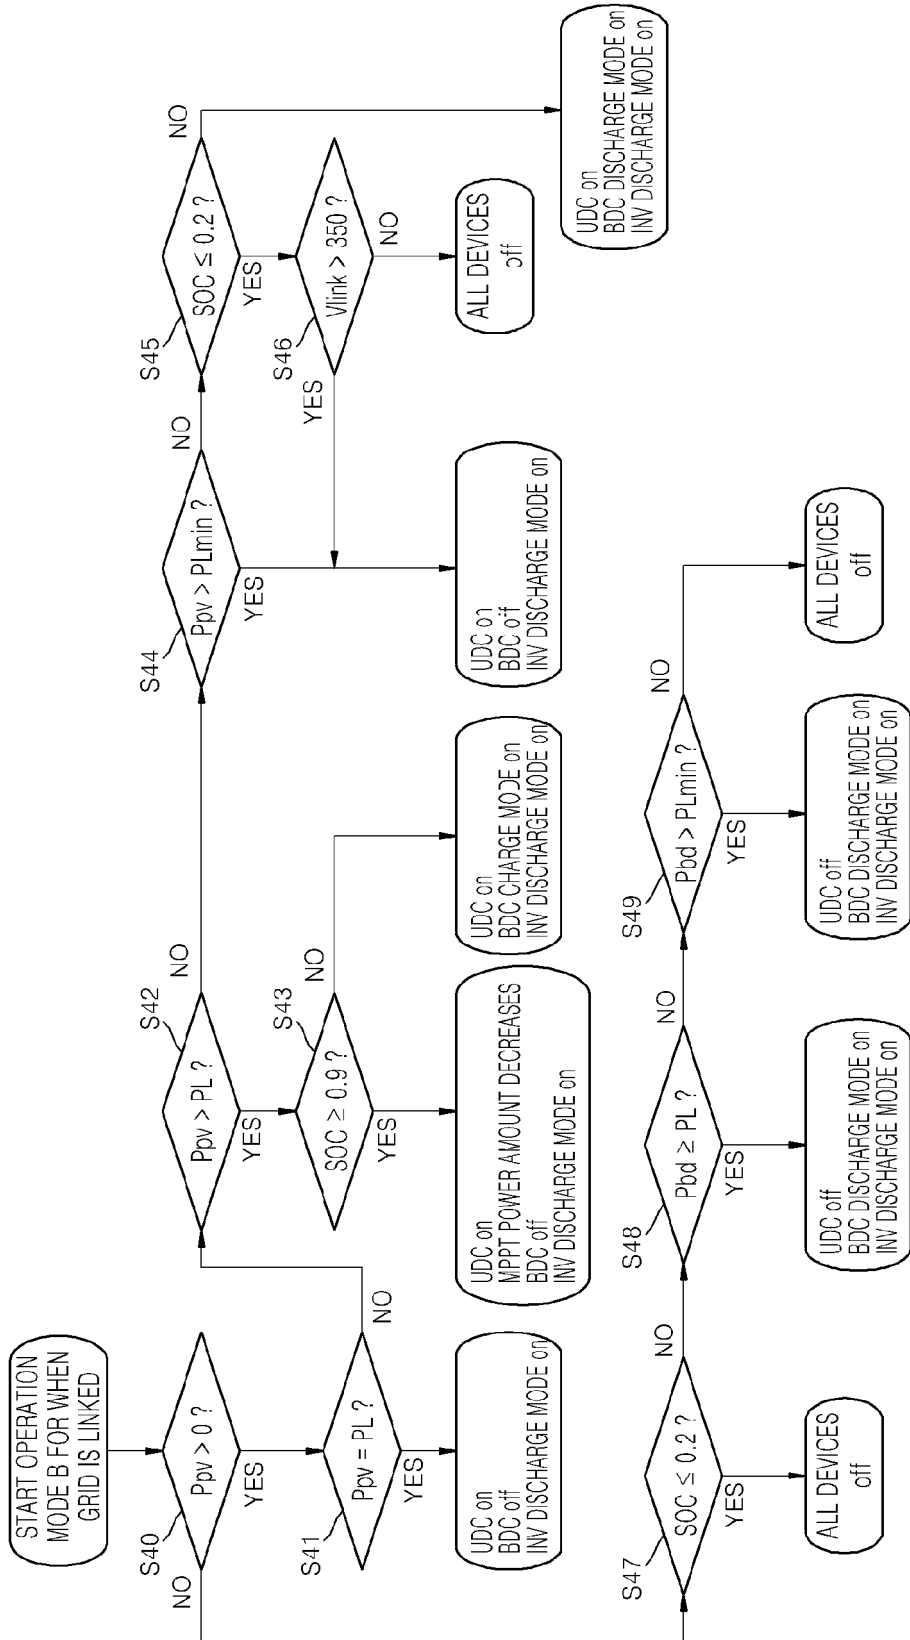 START OPERATION
MODE B FOR WHEN
GRID IS LINKED
S40
Ppv > 0 ?
NO
YES
S41
Ppv = PL ?
NO
YES
UDC on
BDC off
INV DISCHARGE MODE on
S42
Ppv > PL ?
NO
YES
S43
SOC ≥ 0.9 ?
NO
YES
UDC on
MPPT POWER AMOUNT DECREASES
BDC off
INV DISCHARGE MODE on
UDC on
BDC CHARGE MODE on
INV DISCHARGE MODE on
S44
Ppv > PLmin ?
NO
YES
UDC on
BDC off
INV DISCHARGE MODE on
S45
SOC ≤ 0.2 ?
NO
YES
S46
Vlink > 350 ?
YES
NO
ALL DEVICES
off
UDC on
BDC DISCHARGE MODE on
INV DISCHARGE MODE on
S47
SOC ≤ 0.2 ?
NO
YES
ALL DEVICES
off
S48
Pbd ≥ PL ?
NO
YES
UDC off
BDC DISCHARGE MODE on
INV DISCHARGE MODE on
S49
Pbd > PLmin ?
NO
YES
UDC off
BDC DISCHARGE MODE on
INV DISCHARGE MODE on
ALL DEVICES
off